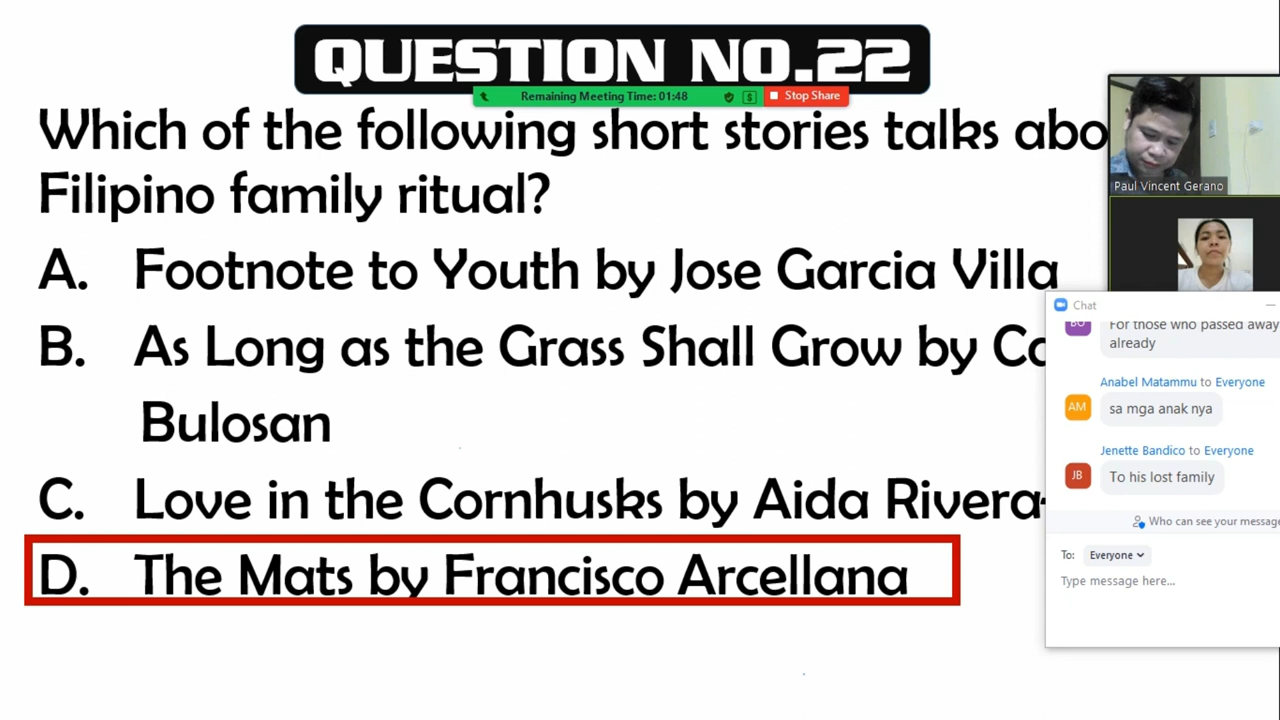 QUESTION NO.22
Remaining Meeting Time: 01:48
Stop Share
Which of the following short stories talks
Filipino family ritual?
A. Footnote to Youth by Jose Garcia Villa
B. As Long as the Grass Shall Grow by
Bulosan
C. Love in the Cornhusks by Aida Rivera-
D. The Mats by Francisco Arcellana
Paul Vincent Gerano
Chat
BO
For those who passed away
already
Anabel Matammu to Everyone
AM
sa mga anak nya
Jenette Bandico to Everyone
JB
To his lost family
Who can see your message
To: Everyone
Type message here...